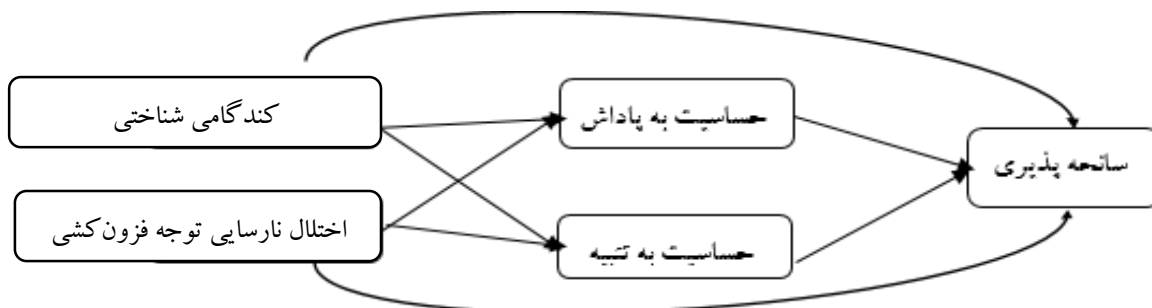 کندگامی شناختی
حساسیت به پاداش
سانحه پذیری
اختلال نارسایی توجه فزون‌کشی
حساسیت به تنبیه